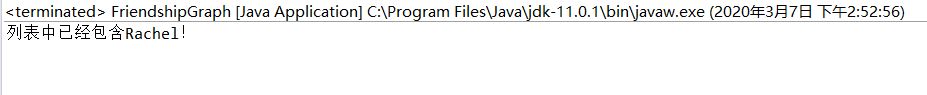 <terminated> FriendshipGraph [Java Application] C:\Program Files\Java\jdk-11.0.1\bin\javaw.exe (2020年3月7日 下午2:52:56)
列表中已经包含Rachel!